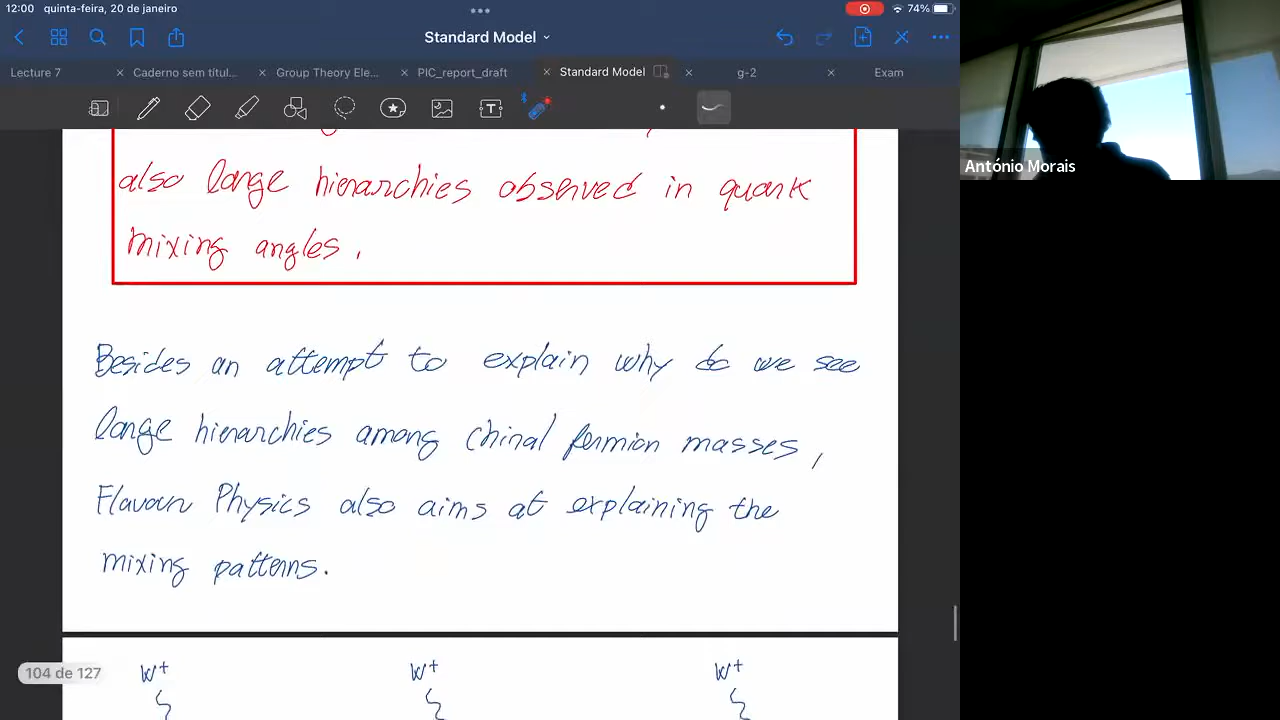 12:00 quinta-feira, 20 de janeiro
74%
Standard Model
Lecture 7
Caderno sem títul...
Group Theory Ele...
PIC_report_draft
Standard Model
g-2
Exam
António Morais
also large hierarchies observed in quark
mixing angles.
Besides an attempt to explain why do we see
large hierarchies among chiral fermion masses,
Flavour Physics also aims at explaining the
mixing patterns.
104 de 127
W+ W+ W+